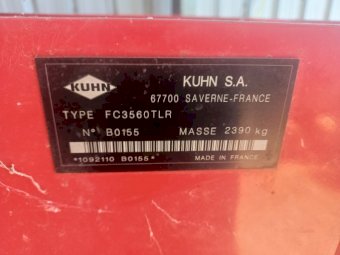 KUHN
KUHN S.A.
67700 SAVERNE-FRANCE
TYPE FC3560TLR
N° B0155 MASSE 2390 kg
*1092110 B0155*
MADE IN FRANCE